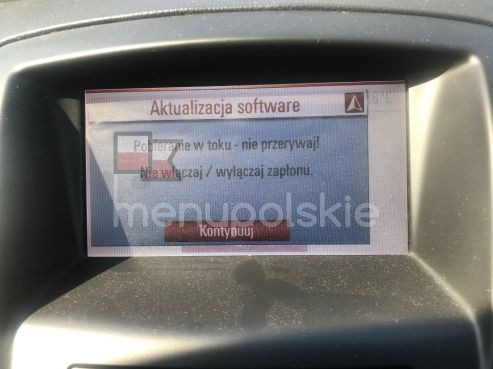 Aktualizacja software
Pobieranie w toku - nie przerywaj!
Nie włączaj / wyłączaj zapłonu.
menupolskie
Kontynuuj